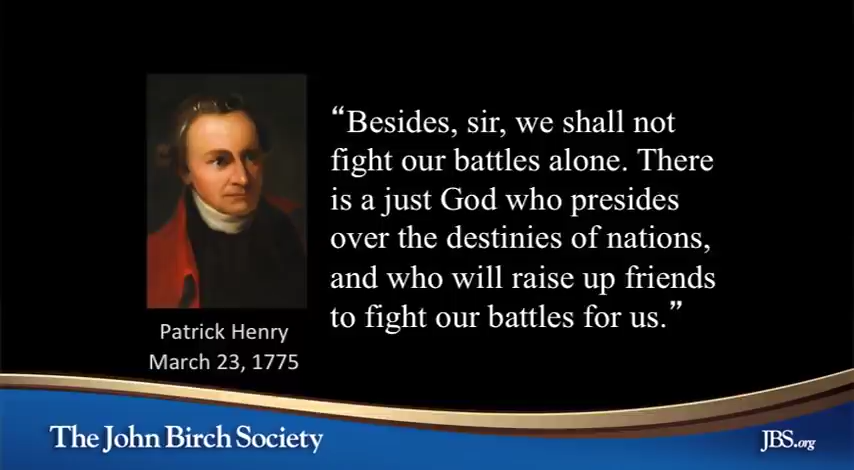 “Besides, sir, we shall not
fight our battles alone. There
is a just God who presides
over the destinies of nations,
and who will raise up friends
to fight our battles for us.”
Patrick Henry
March 23, 1775
The John Birch Society
JBS.org